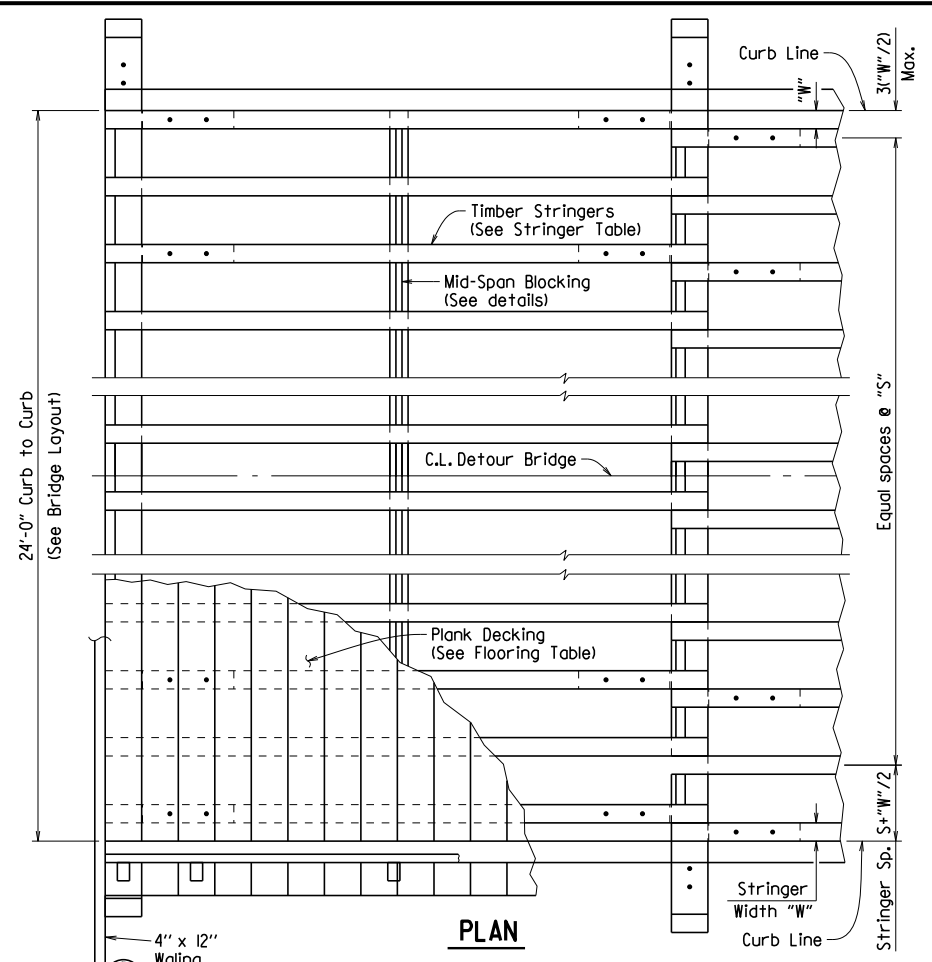 Curb Line
3("W"/2)
Max.
"W"
Timber Stringers
(See Stringer Table)
Mid-Span Blocking
(See details)
24'-0" Curb to Curb
(See Bridge Layout)
C.L. Detour Bridge
Equal spaces @ "S"
Plank Decking
(See Flooring Table)
Stringer Sp. S+"W"/2
Stringer
Width "W"
PLAN
Curb Line
4" x 12"
Waling